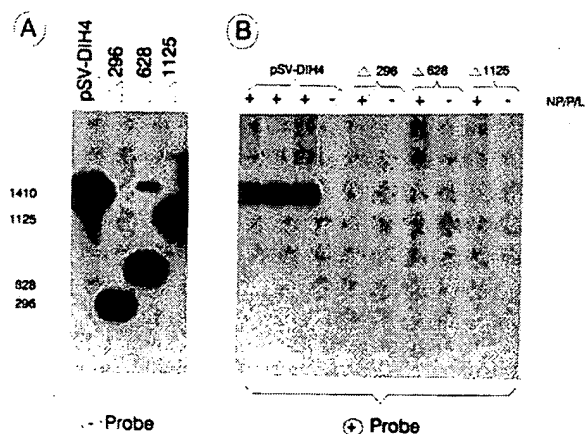 A
pSV-DIH4
296
628
1125
1410
1125
628
296
- Probe
B
pSV-DIH4 △ 296 △ 628 △ 1125
+ + + - + - + - + - NP/P/L
+ Probe